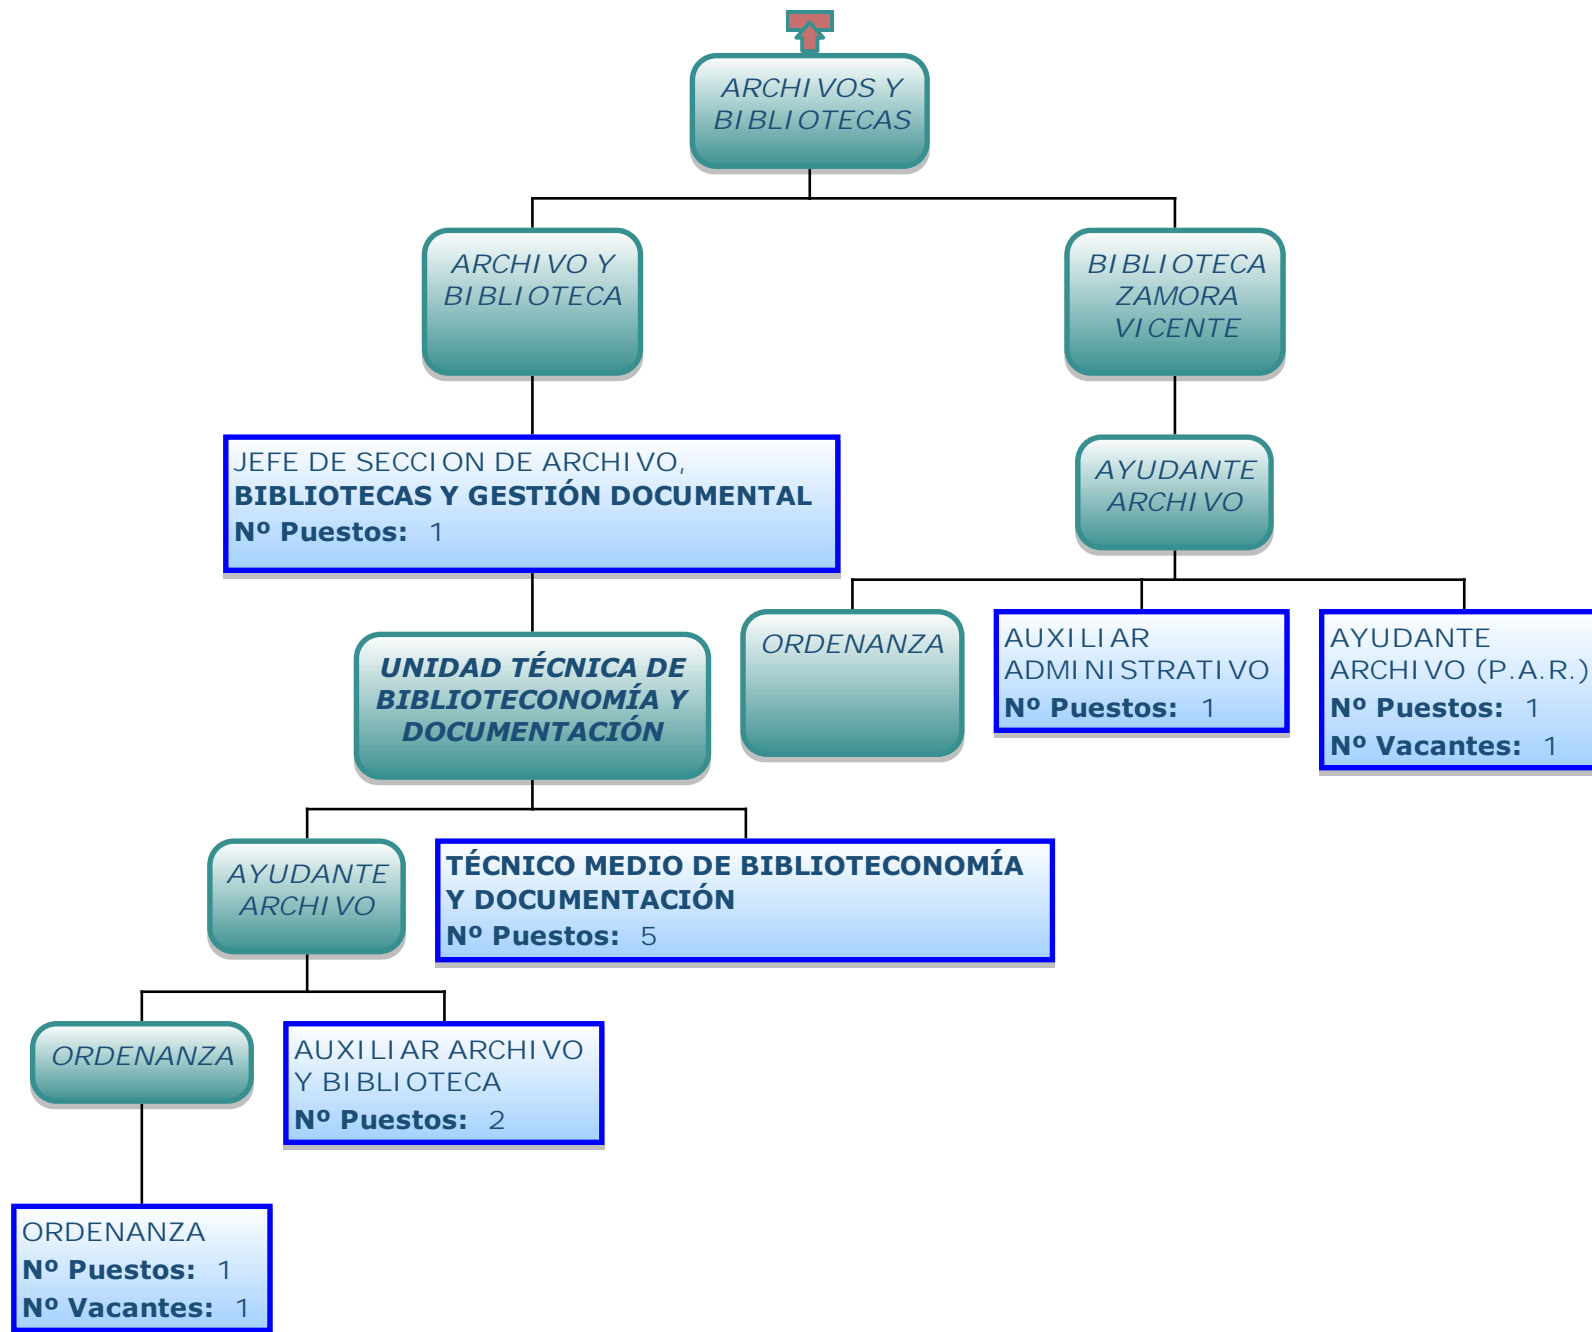 ARCHIVOS Y
BIBLIOTECAS
ARCHIVO Y
BIBLIOTECA
BIBLIOTECA
ZAMORA
VICENTE
JEFE DE SECCION DE ARCHIVO,
BIBLIOTECAS Y GESTIÓN DOCUMENTAL
Nº Puestos: 1
AYUDANTE
ARCHIVO
UNIDAD TÉCNICA DE
BIBLIOTECONOMÍA Y
DOCUMENTACIÓN
ORDENANZA
AUXILIAR
ADMINISTRATIVO
Nº Puestos: 1
AYUDANTE
ARCHIVO (P.A.R.)
Nº Puestos: 1
Nº Vacantes: 1
AYUDANTE
ARCHIVO
TÉCNICO MEDIO DE BIBLIOTECONOMÍA
Y DOCUMENTACIÓN
Nº Puestos: 5
ORDENANZA
AUXILIAR ARCHIVO
Y BIBLIOTECA
Nº Puestos: 2
ORDENANZA
Nº Puestos: 1
Nº Vacantes: 1